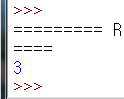 >>>
========= R
====
3
>>>